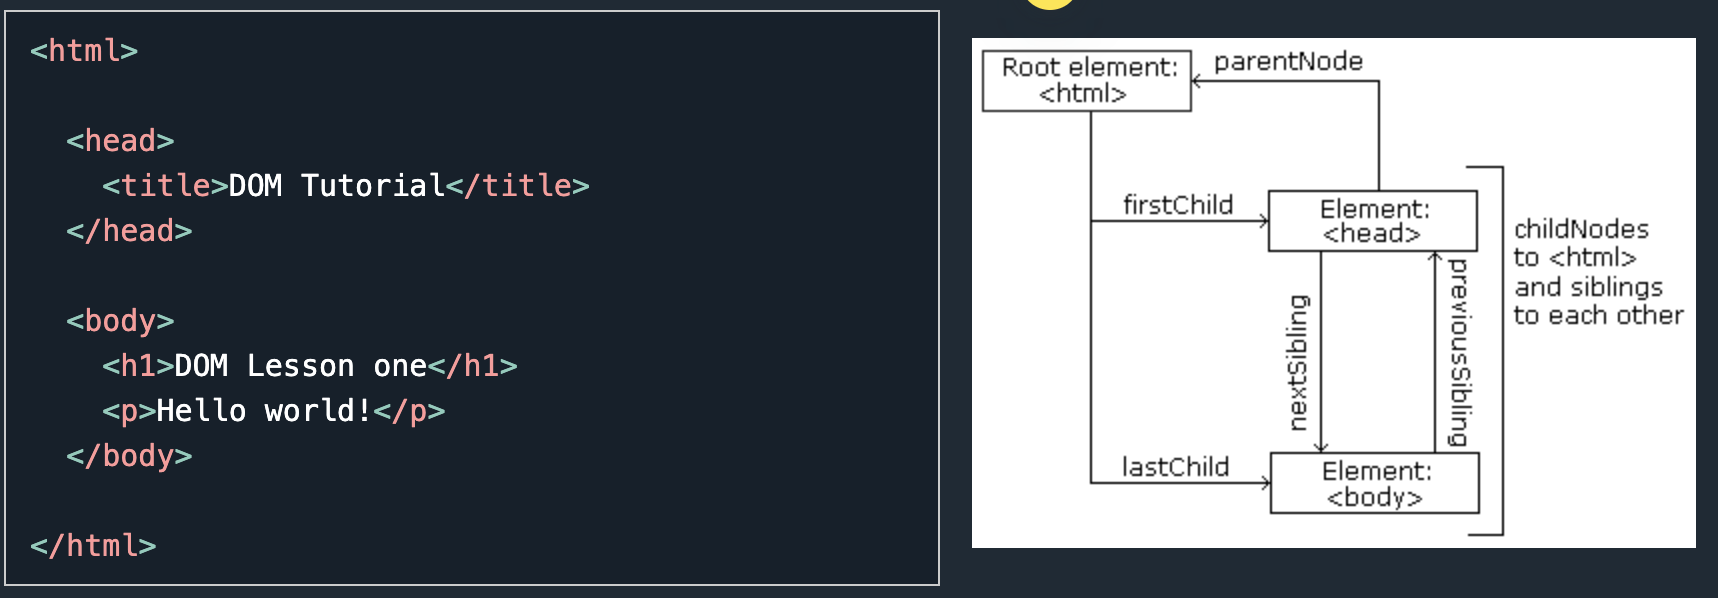 <html>
<head>
<title>DOM Tutorial</title>
</head>
<body>
<h1>DOM Lesson one</h1>
<p>Hello world!</p>
</body>
</html>
Root element:
<html>
parentNode
firstChild
Element:
<head>
childNodes
to <html>
and siblings
to each other
nextSibling
previousSibling
lastChild
Element:
<body>